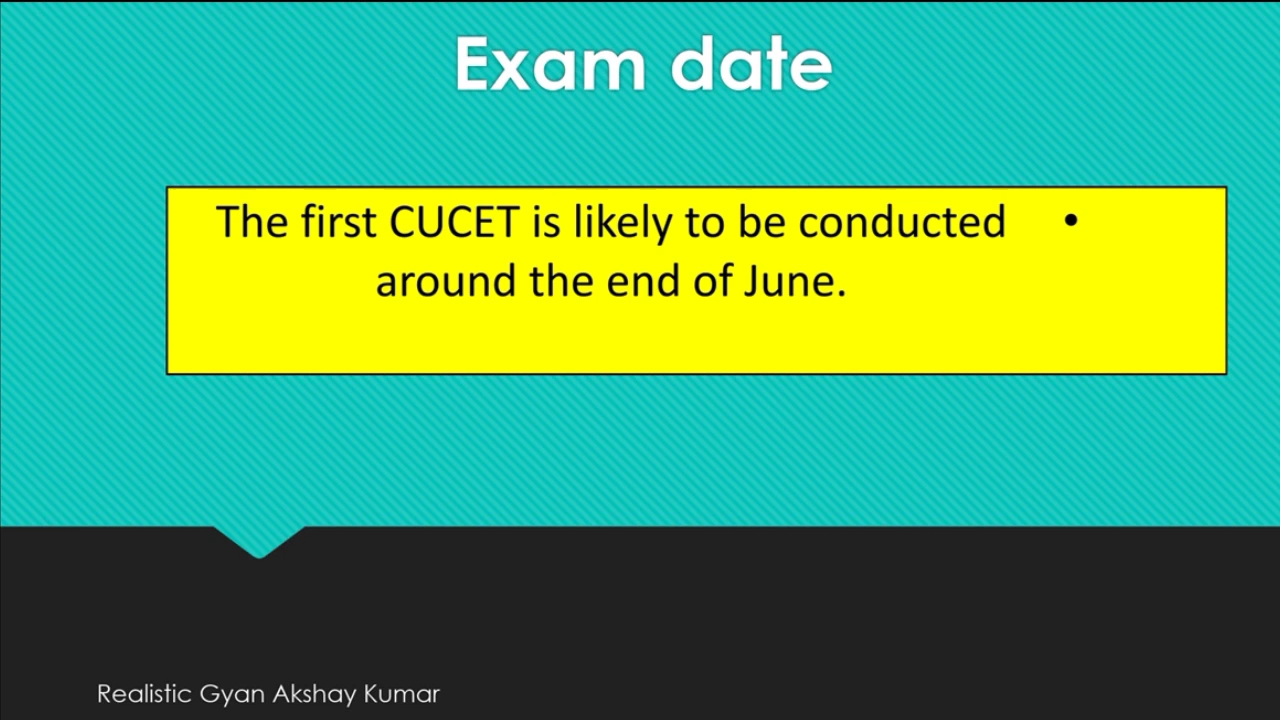 Exam date
The first CUCET is likely to be conducted •
around the end of June.
Realistic Gyan Akshay Kumar